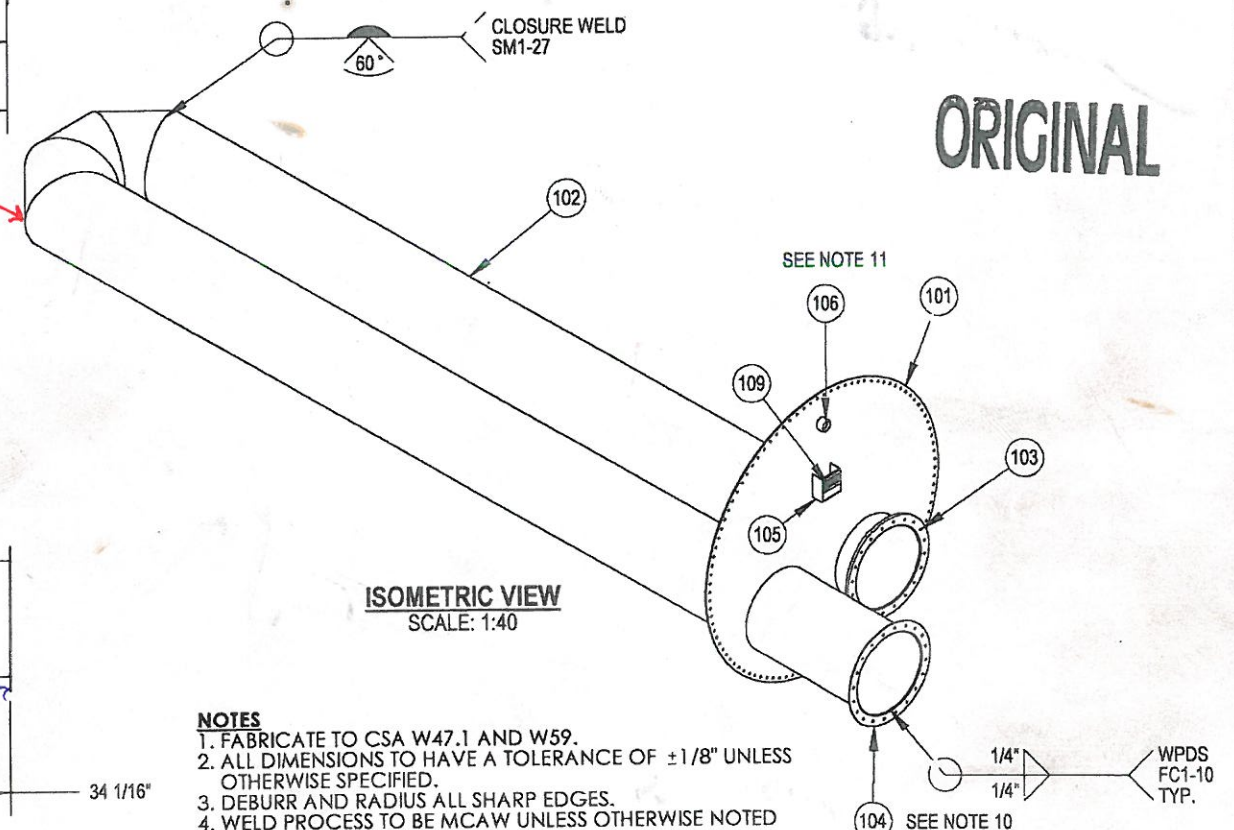 CLOSURE WELD
SM1-27
60°
ORIGINAL
102
SEE NOTE 11
106
101
109
103
105
ISOMETRIC VIEW
SCALE: 1:40
NOTES
1. FABRICATE TO CSA W47.1 AND W59.
2. ALL DIMENSIONS TO HAVE A TOLERANCE OF ±1/8" UNLESS
OTHERWISE SPECIFIED.
3. DEBURR AND RADIUS ALL SHARP EDGES.
4. WELD PROCESS TO BE MCAW UNLESS OTHERWISE NOTED
34 1/16"
1/4"
1/4"
WPDS
FC1-10
TYP.
104 SEE NOTE 10